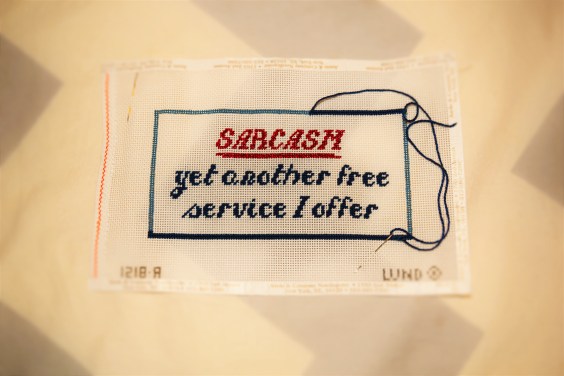 SARCASM
yet another free
service I offer
1218-A
LUND